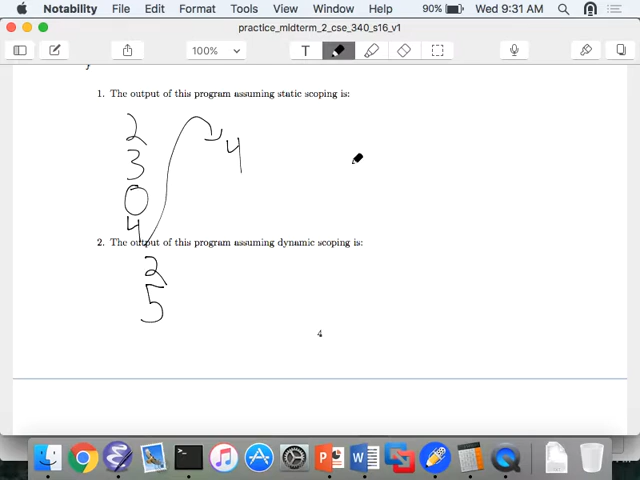 Notability File Edit View Tools Window Help 90% Wed 9:31 AM
practice_midterm_2_cse_340_s16_v1
100% T
1. The output of this program assuming static scoping is:
2
3
0
4 4
2. The output of this program assuming dynamic scoping is:
2
5
4